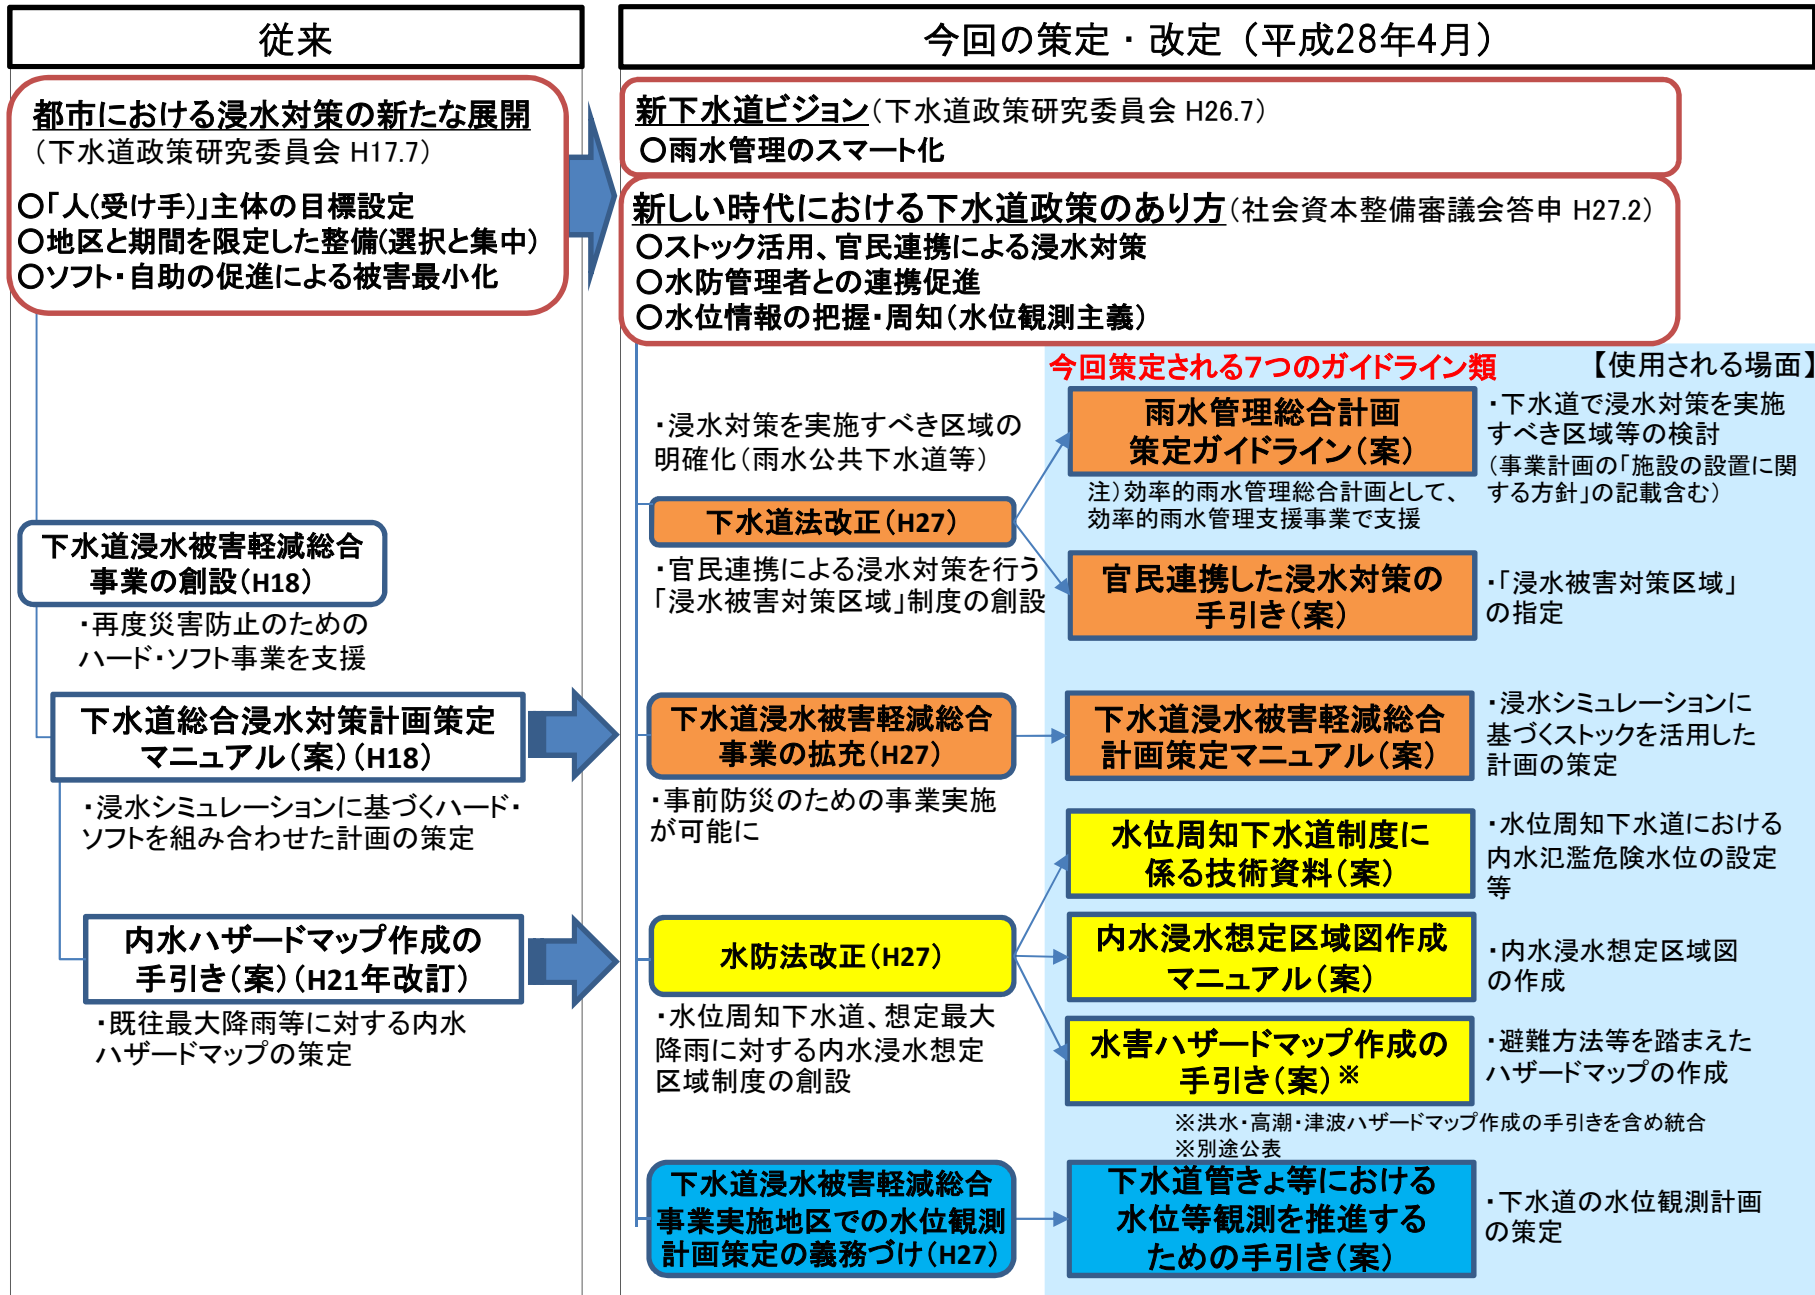 従来
都市における浸水対策の新たな展開
（下水道政策研究委員会 H17.7）
○「人(受け手)」主体の目標設定
○地区と期間を限定した整備(選択と集中)
○ソフト・自助の促進による被害最小化
下水道浸水被害軽減総合
事業の創設(H18)
・再度災害防止のための
ハード・ソフト事業を支援
下水道総合浸水対策計画策定
マニュアル(案)(H18)
・浸水シミュレーションに基づくハード・
ソフトを組み合わせた計画の策定
内水ハザードマップ作成の
手引き(案)(H21年改訂)
・既往最大降雨等に対する内水
ハザードマップの策定
今回の策定・改定（平成28年4月）
新下水道ビジョン(下水道政策研究委員会 H26.7)
○雨水管理のスマート化
新しい時代における下水道政策のあり方(社会資本整備審議会答申 H27.2)
○ストック活用、官民連携による浸水対策
○水防管理者との連携促進
○水位情報の把握・周知(水位観測主義)
今回策定される7つのガイドライン類
【使用される場面】
・浸水対策を実施すべき区域の
明確化(雨水公共下水道等)
下水道法改正(H27)
・官民連携による浸水対策を行う
「浸水被害対策区域」制度の創設
雨水管理総合計画
策定ガイドライン(案)
注)効率的雨水管理総合計画として、
効率的雨水管理支援事業で支援
・下水道で浸水対策を実施
すべき区域等の検討
(事業計画の「施設の設置に関
する方針」の記載含む)
官民連携した浸水対策の
手引き(案)
・「浸水被害対策区域」
の指定
下水道浸水被害軽減総合
事業の拡充(H27)
・事前防災のための事業実施
が可能に
下水道浸水被害軽減総合
計画策定マニュアル(案)
・浸水シミュレーションに
基づくストックを活用した
計画の策定
水位周知下水道制度に
係る技術資料(案)
・水位周知下水道における
内水氾濫危険水位の設定
等
水防法改正(H27)
・水位周知下水道、想定最大
降雨に対する内水浸水想定
区域制度の創設
内水浸水想定区域図作成
マニュアル(案)
・内水浸水想定区域図
の作成
水害ハザードマップ作成の
手引き(案)※
・避難方法等を踏まえた
ハザードマップの作成
※洪水・高潮・津波ハザードマップ作成の手引きを含め統合
※別途公表
下水道浸水被害軽減総合
事業実施地区での水位観測
計画策定の義務づけ(H27)
下水道管きょ等における
水位等観測を推進する
ための手引き(案)
・下水道の水位観測計画
の策定